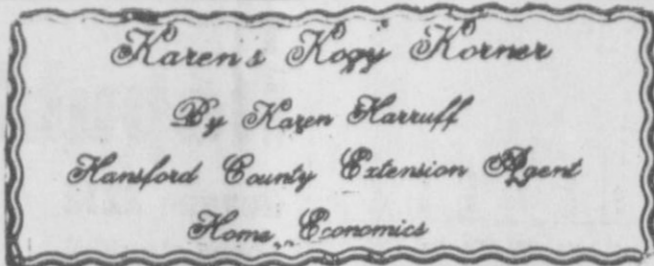 Karen's Kozy Korner
By Karen Harruff
Hansford County Extension Agent
Home Economics